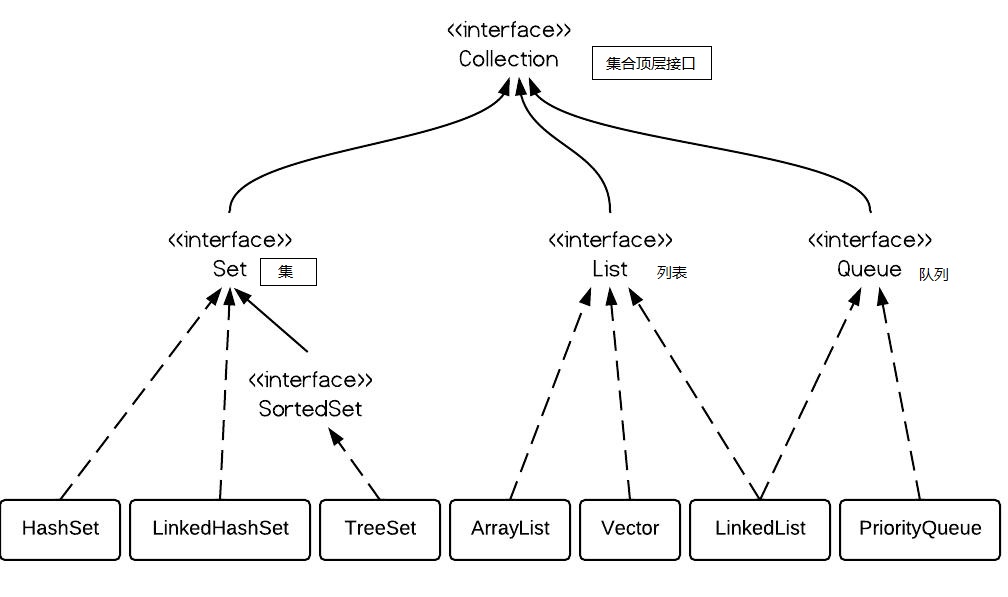 <<interface>>
Collection
集合顶层接口
<<interface>>
Set
集
<<interface>>
List
列表
<<interface>>
Queue
队列
<<interface>>
SortedSet
HashSet
LinkedHashSet
TreeSet
ArrayList
Vector
LinkedList
PriorityQueue